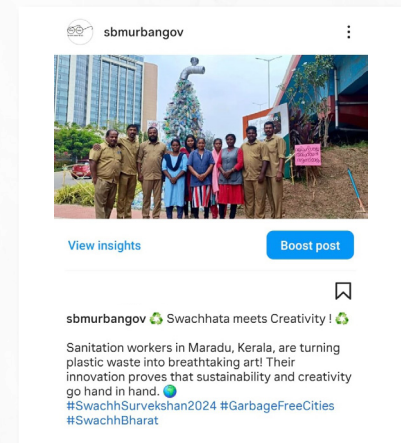 sbmurbangov
View insights
Boost post
sbmurbangov ♻️ Swachhata meets Creativity ! ♻️
Sanitation workers in Maradu, Kerala, are turning
plastic waste into breathtaking art! Their
innovation proves that sustainability and creativity
go hand in hand. 🌍
#SwachhSurvekshan2024 #GarbageFreeCities
#SwachhBharat